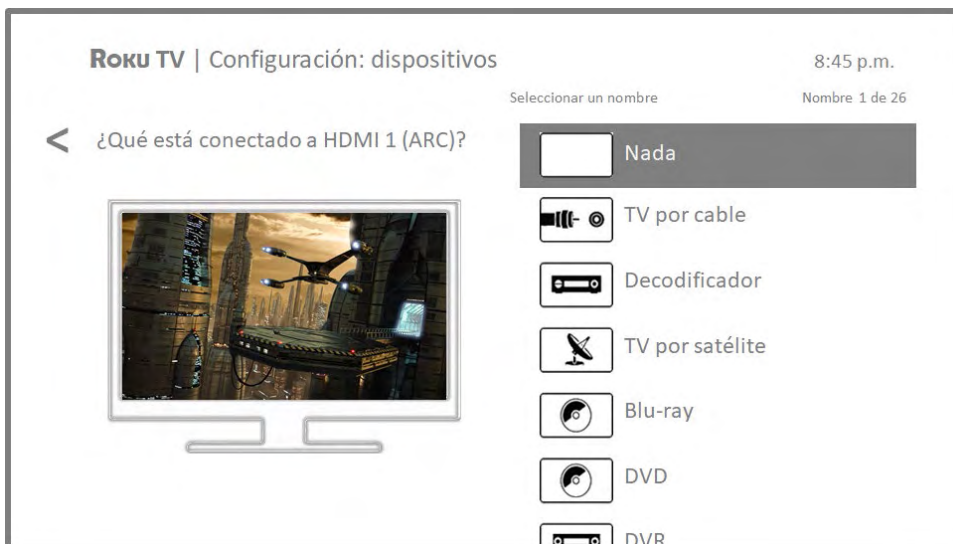 Roku TV | Configuración: dispositivos
8:45 p.m.
Seleccionar un nombre
Nombre 1 de 26
< ¿Qué está conectado a HDMI 1 (ARC)?
Nada
TV por cable
Decodificador
TV por satélite
Blu-ray
DVD
DVR